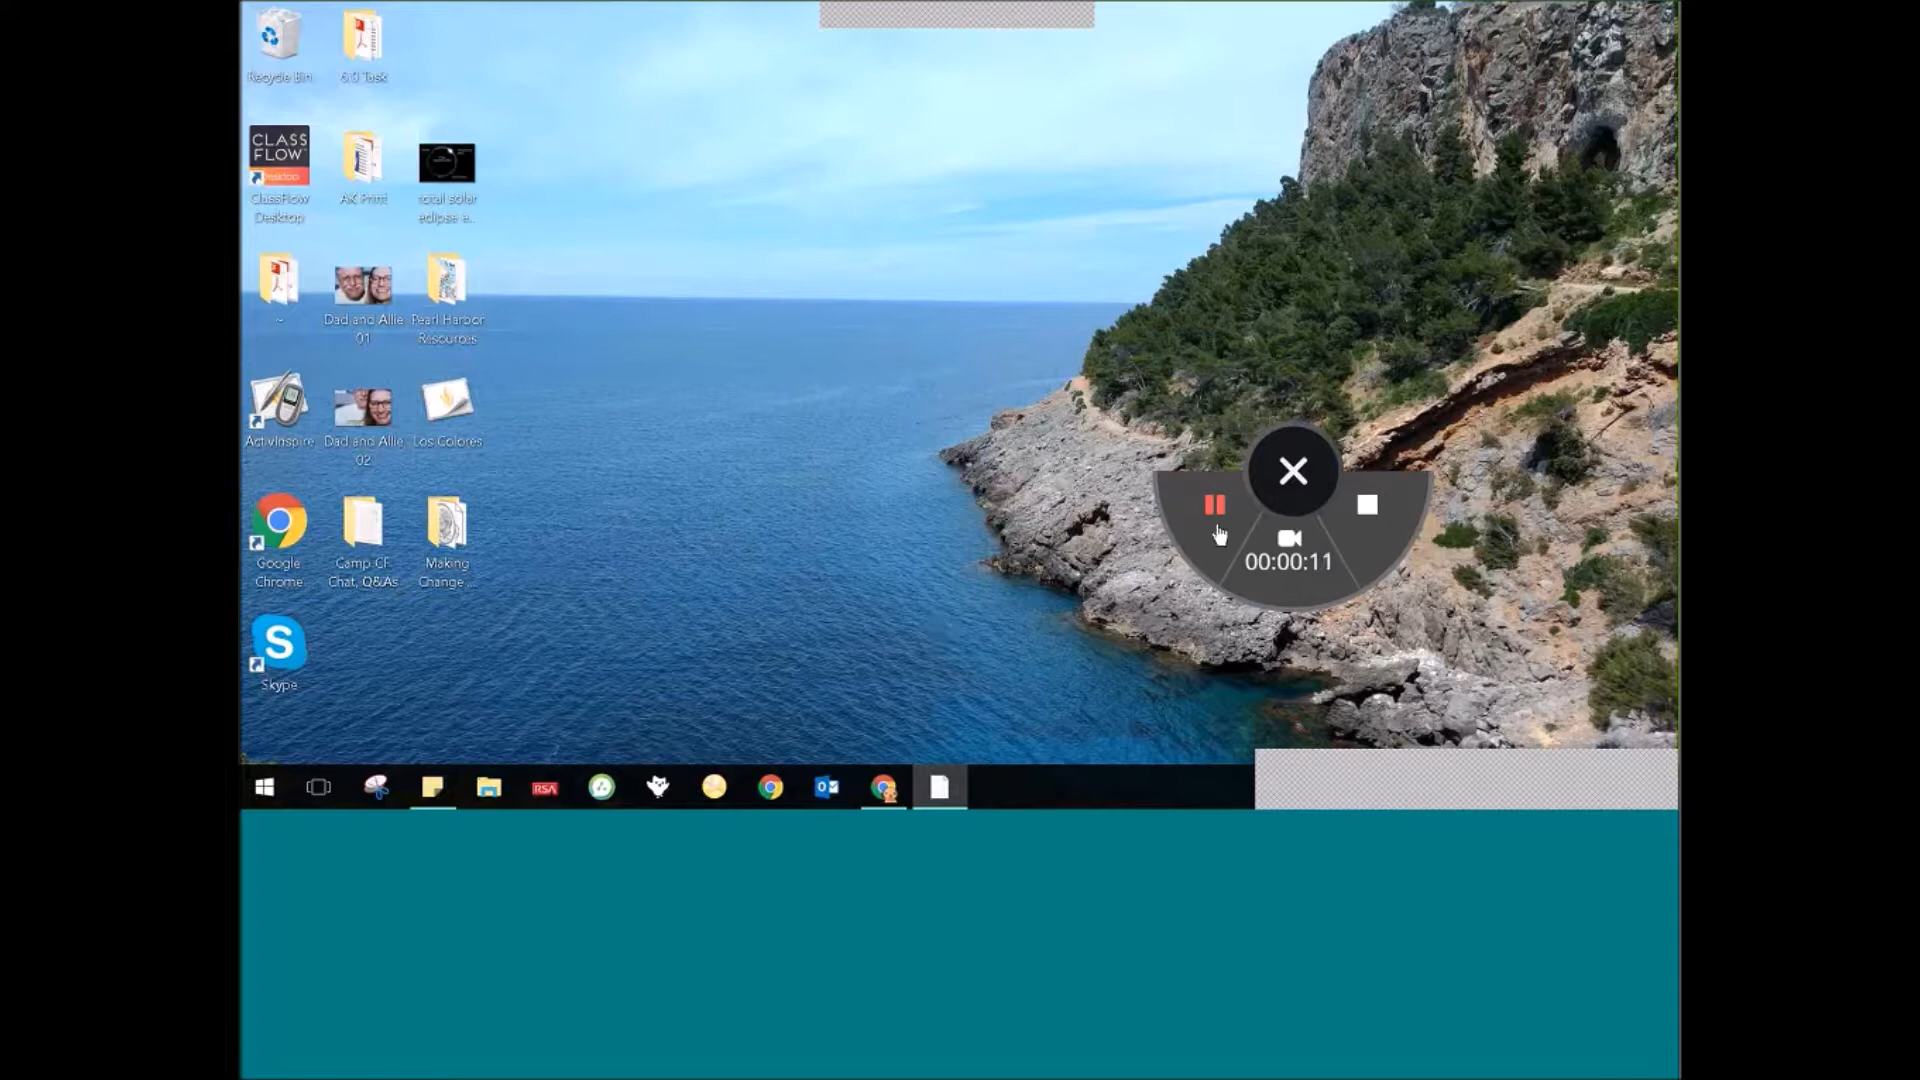 Recycle Bin
6.0 Task
CLASS
FLOW
Desktop
ClassFlow
Desktop
AK Print
total solar
eclipse e...
~
Dad and Allie
01
Pearl Harbor
Resources
ActivInspire
Dad and Allie
02
Los Colores
Google
Chrome
Camp CF
Chat, Q&As
Making
Change ...
S
Skype
00:00:11
RSA